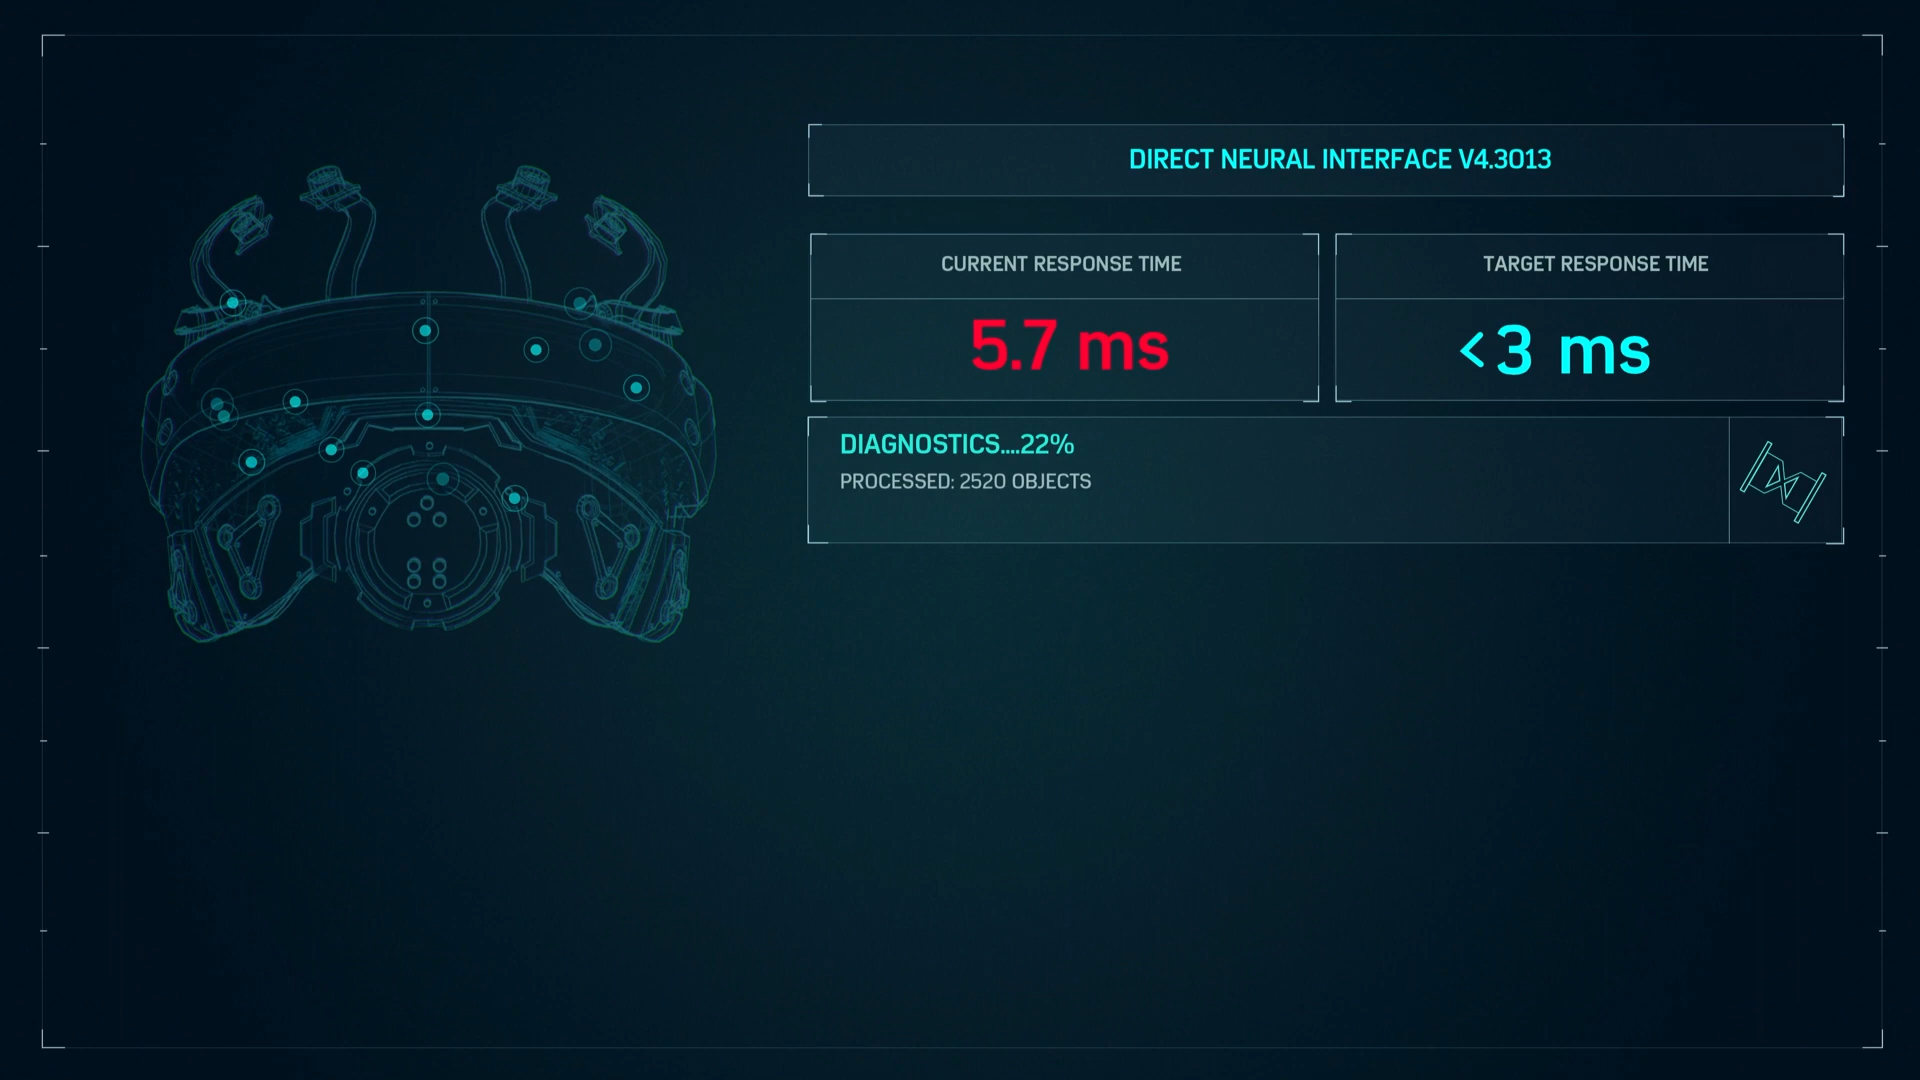 DIRECT NEURAL INTERFACE V4.3013
CURRENT RESPONSE TIME
5.7 ms
TARGET RESPONSE TIME
<3 ms
DIAGNOSTICS....22%
PROCESSED: 2520 OBJECTS